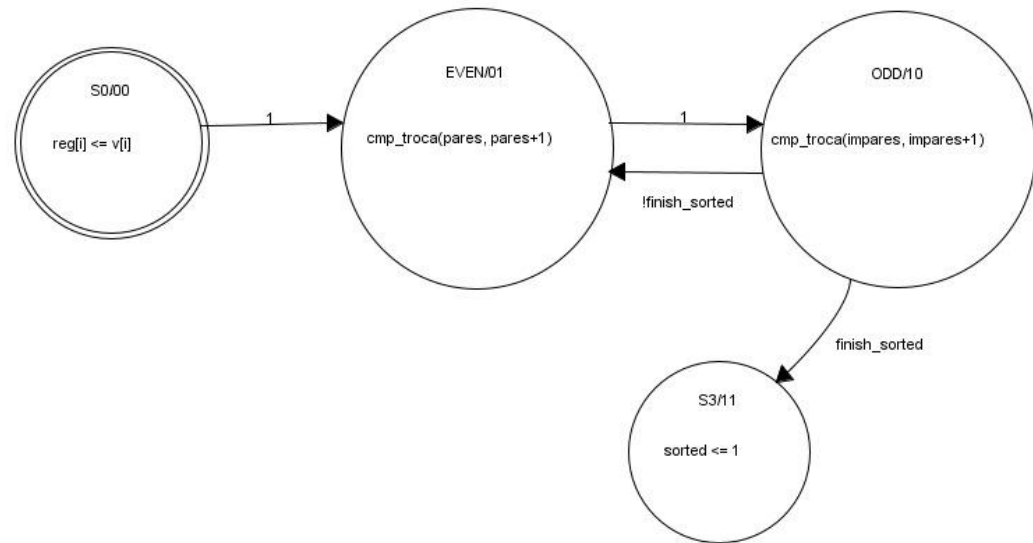 S0/00
reg[i] <= v[i]
1
EVEN/01
cmp_troca(pares, pares+1)
1
!finish_sorted
ODD/10
cmp_troca(impares, impares+1)
finish_sorted
S3/11
sorted <= 1